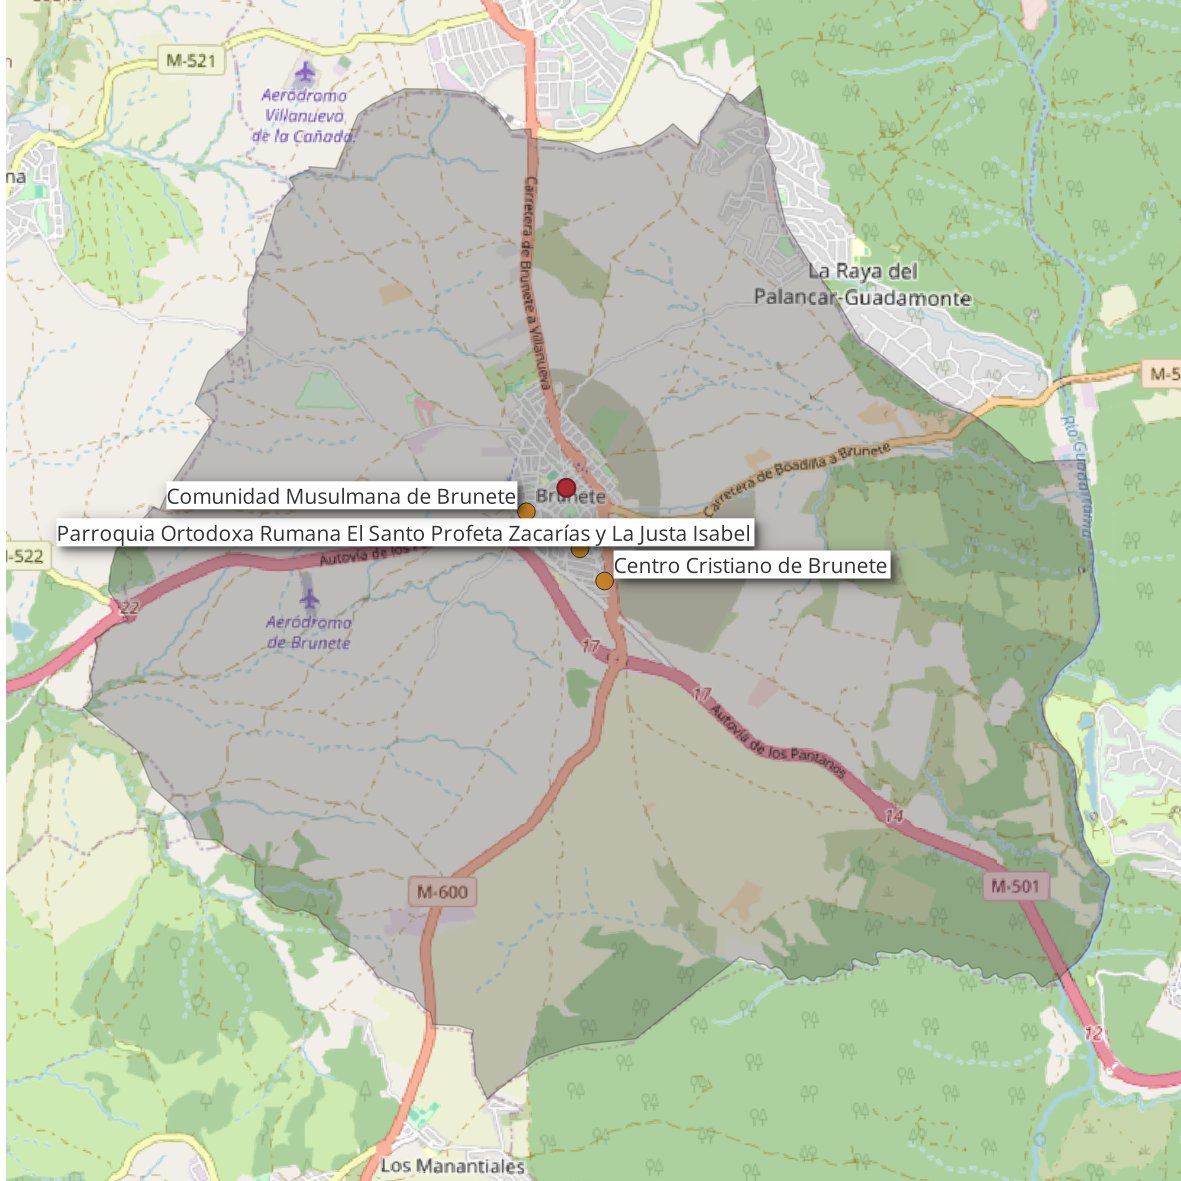 M-521
Aeródromo
Villanueva
de la Cañada
na
Carretera de Brunete a Villanueva
La Raya del
Palancar-Guadamonte
M-5
Río Guadarrama
Carretera de Boadilla a Brunete
Comunidad Musulmana de Brunete
Brunete
Parroquia Ortodoxa Rumana El Santo Profeta Zacarías y La Justa Isabel
-522
Autovía de los
Centro Cristiano de Brunete
22
Aeródromo
de Brunete
17
17
Autovía de los Pantanos
14
M-600
M-501
12
Los Manantiales